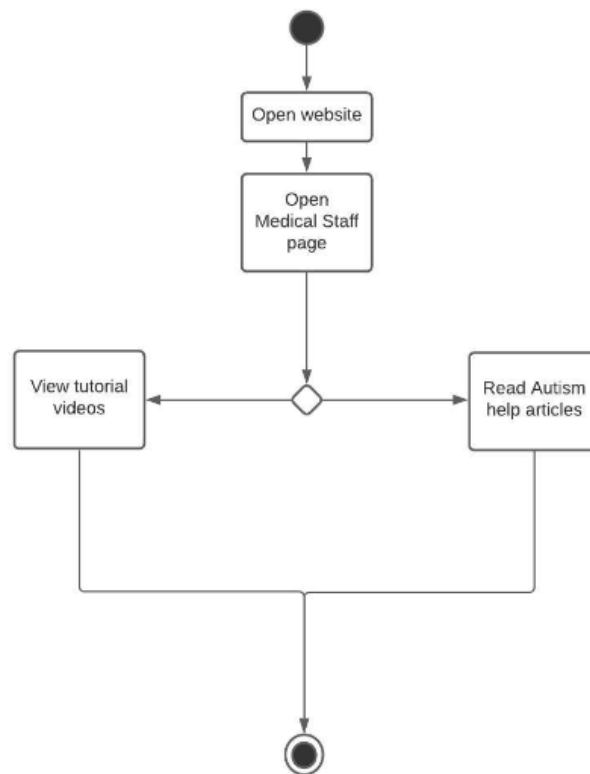 Open website
Open
Medical Staff
page
View tutorial
videos
Read Autism
help articles